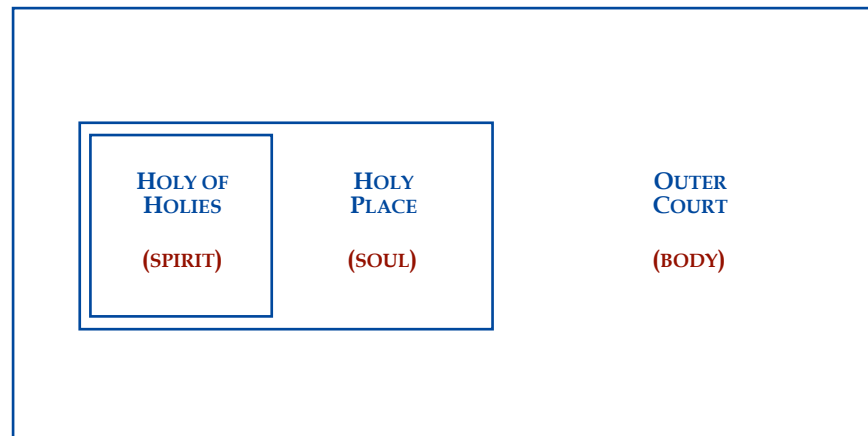 HOLY OF
HOLIES
(SPIRIT)
HOLY
PLACE
(SOUL)
OUTER
COURT
(BODY)